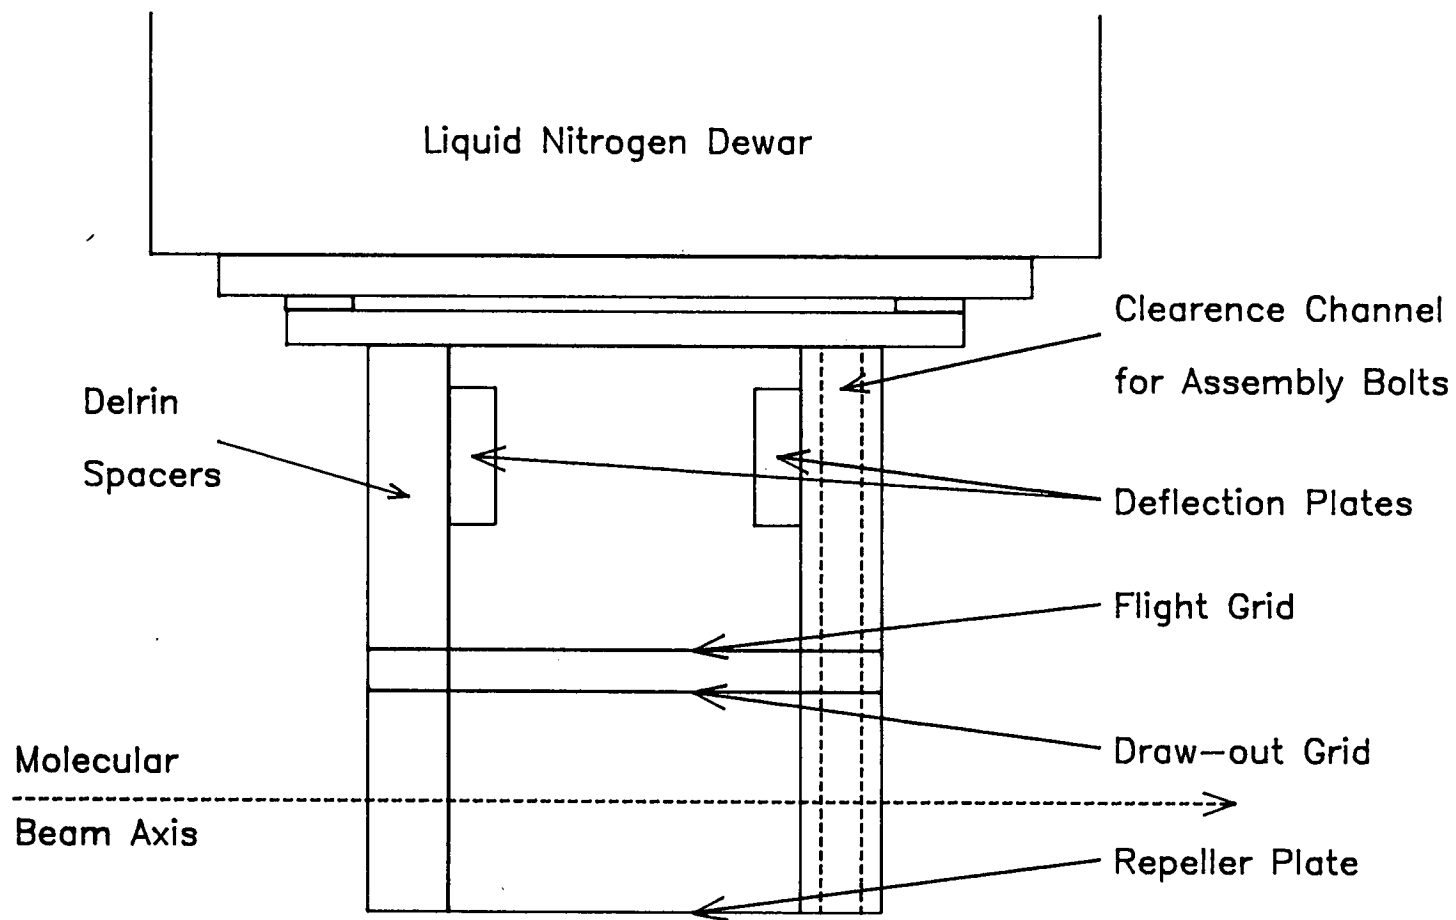 Liquid Nitrogen Dewar
Clearence Channel
for Assembly Bolts
Delrin
Spacers
Deflection Plates
Flight Grid
Draw-out Grid
Molecular
Beam Axis
Repeller Plate